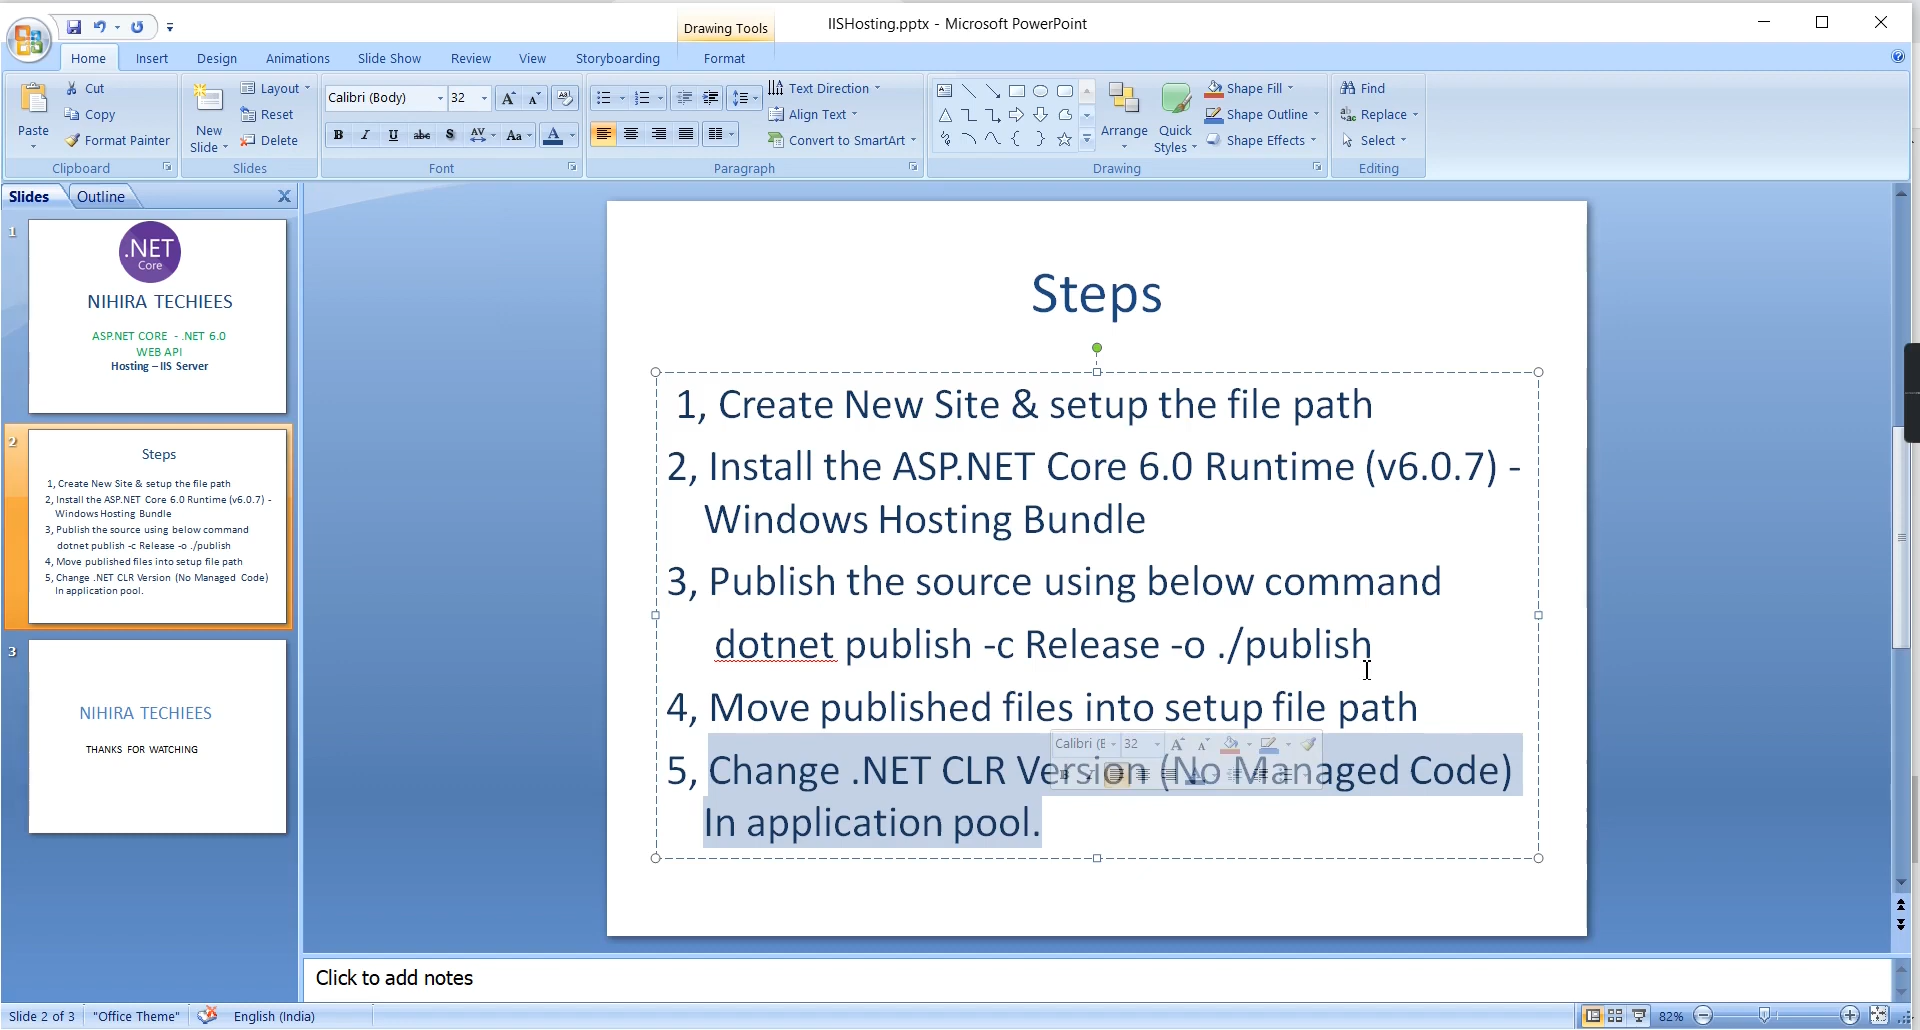 Drawing Tools
IISHosting.pptx - Microsoft PowerPoint
Home Insert Design Animations Slide Show Review View Storyboarding Format
Paste
Cut
Copy
Format Painter
Clipboard
New Slide
Layout
Reset
Delete
Slides
Calibri (Body) 32
B I U abc S AV Aa A
Font
Text Direction
Align Text
Convert to SmartArt
Paragraph
Arrange
Quick Styles
Shape Fill
Shape Outline
Shape Effects
Drawing
Find
Replace
Select
Editing
Slides Outline
1
.NET
Core
NIHIRA TECHIEES
ASP.NET CORE - .NET 6.0
WEB API
Hosting – IIS Server
2
Steps
1, Create New Site & setup the file path
2, Install the ASP.NET Core 6.0 Runtime (v6.0.7) -
Windows Hosting Bundle
3, Publish the source using below command
dotnet publish -c Release -o ./publish
4, Move published files into setup file path
5, Change .NET CLR Version (No Managed Code)
In application pool.
3
NIHIRA TECHIEES
THANKS FOR WATCHING
Steps
1, Create New Site & setup the file path
2, Install the ASP.NET Core 6.0 Runtime (v6.0.7) -
Windows Hosting Bundle
3, Publish the source using below command
dotnet publish -c Release -o ./publish
4, Move published files into setup file path
Calibri (E 32
5, Change .NET CLR Version (No Managed Code)
In application pool.
Click to add notes
Slide 2 of 3 "Office Theme" English (India) 82%